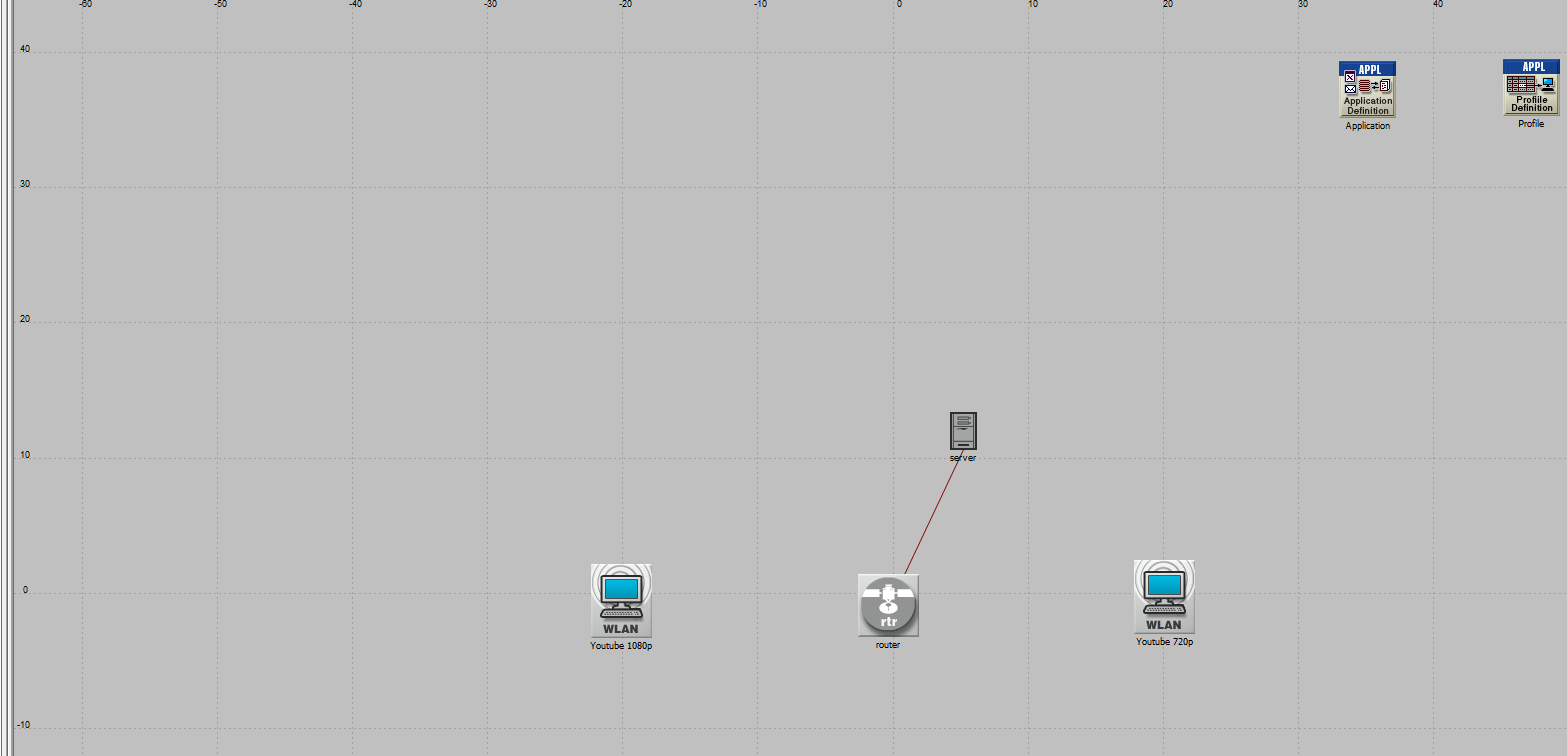 -60 -50 -40 -30 -20 -10 0 10 20 30 40
40
APPL
Application
Definition
Application
APPL
Profile
Definition
Profile
30
20
10
server
0
WLAN
Youtube 1080p
rtr
router
WLAN
Youtube 720p
-10